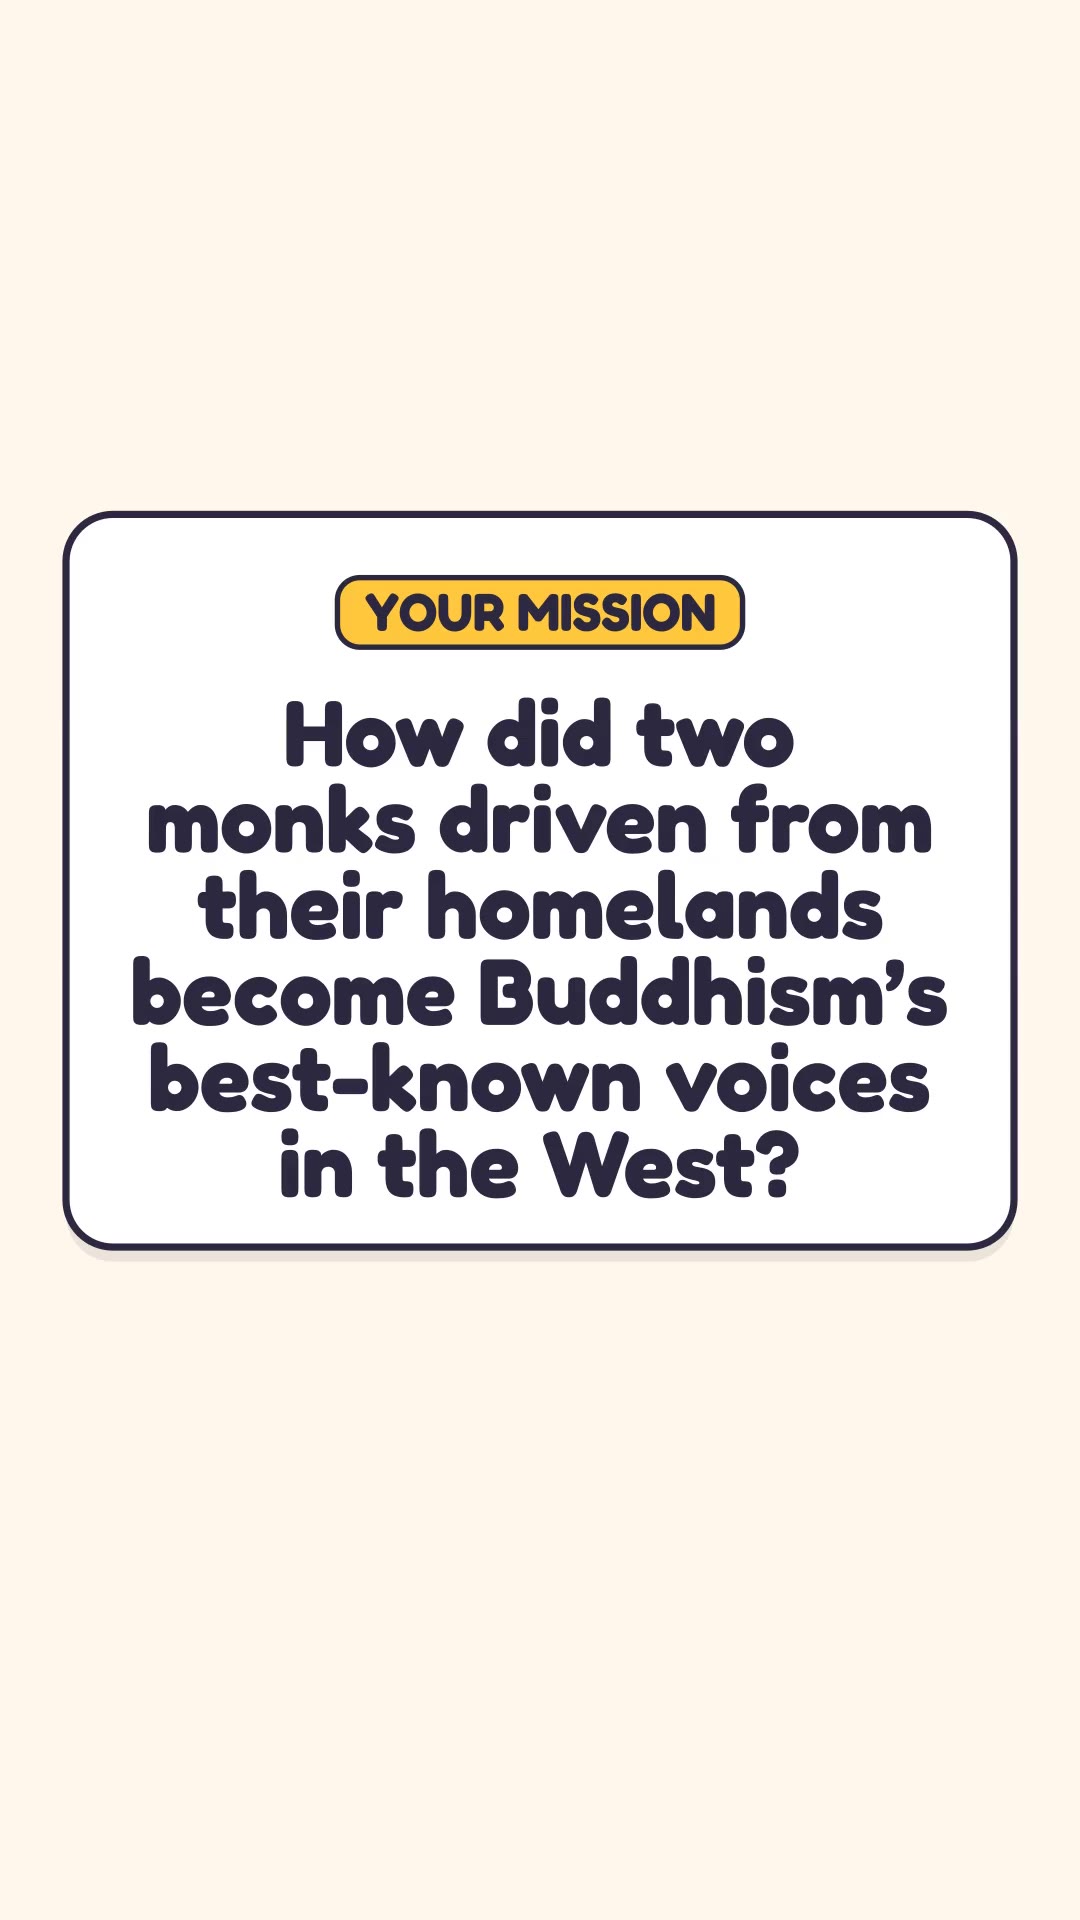 YOUR MISSION
How did two
monks driven from
their homelands
become Buddhism’s
best-known voices
in the West?